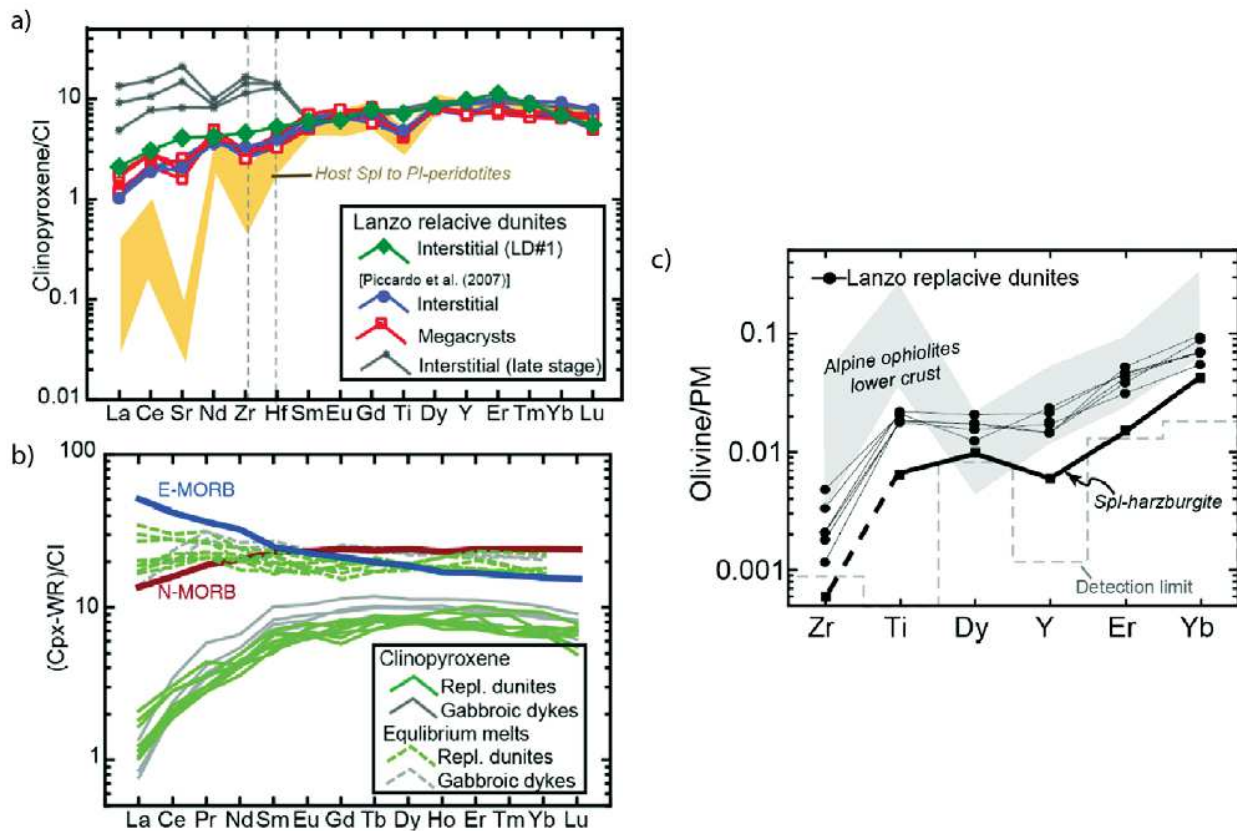 a)
100
10
1
0.1
0.01
Clinopyroxene/CI
Host Spl to Pl-peridotites
Lanzo relacive dunites
Interstitial (LD#1)
[Piccardo et al. (2007)]
Interstitial
Megacrysts
Interstitial (late stage)
La Ce Sr Nd Zr Hf Sm Eu Gd Ti Dy Y Er Tm Yb Lu
b)
100
10
1
(Cpx-WR)/CI
E-MORB
N-MORB
Clinopyroxene
Repl. dunites
Gabbroic dykes
Equlibrium melts
Repl. dunites
Gabbroic dykes
La Ce Pr Nd Sm Eu Gd Tb Dy Ho Er Tm Yb Lu
c)
Lanzo replacive dunites
0.1
0.01
0.001
Olivine/PM
Alpine ophiolites
lower crust
Spl-harzburgite
Detection limit
Zr Ti Dy Y Er Yb